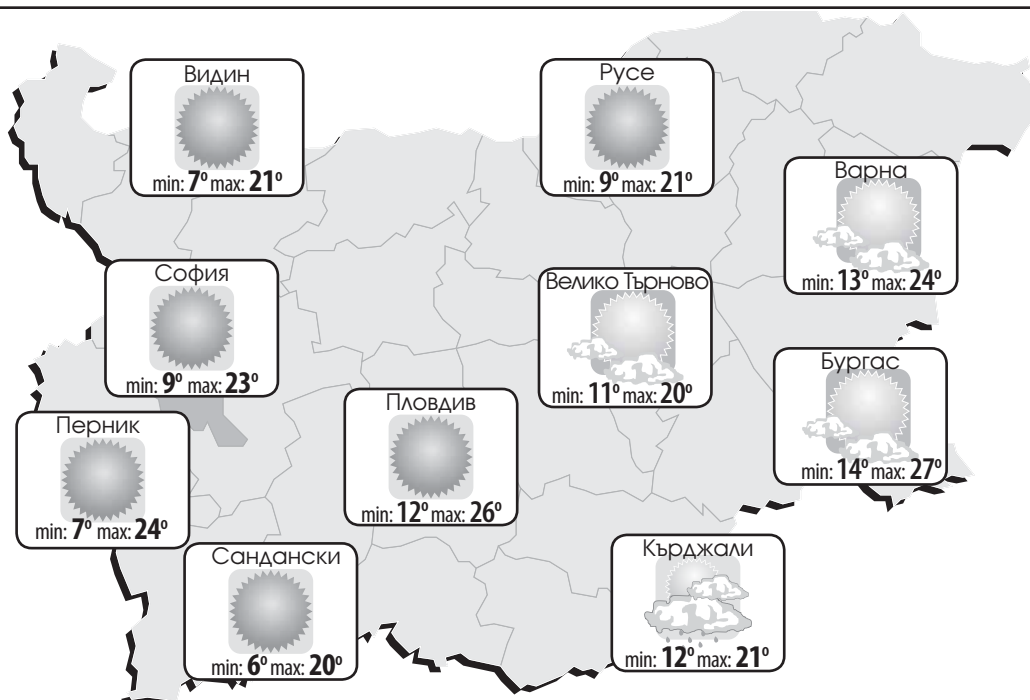 Видин
min: 7° max: 21°
Русе
min: 9° max: 21°
Варна
min: 13° max: 24°
София
min: 9° max: 23°
Велико Търново
min: 11° max: 20°
Бургас
min: 14° max: 27°
Пловдив
min: 12° max: 26°
Перник
min: 7° max: 24°
Сандански
min: 6° max: 20°
Кърджали
min: 12° max: 21°